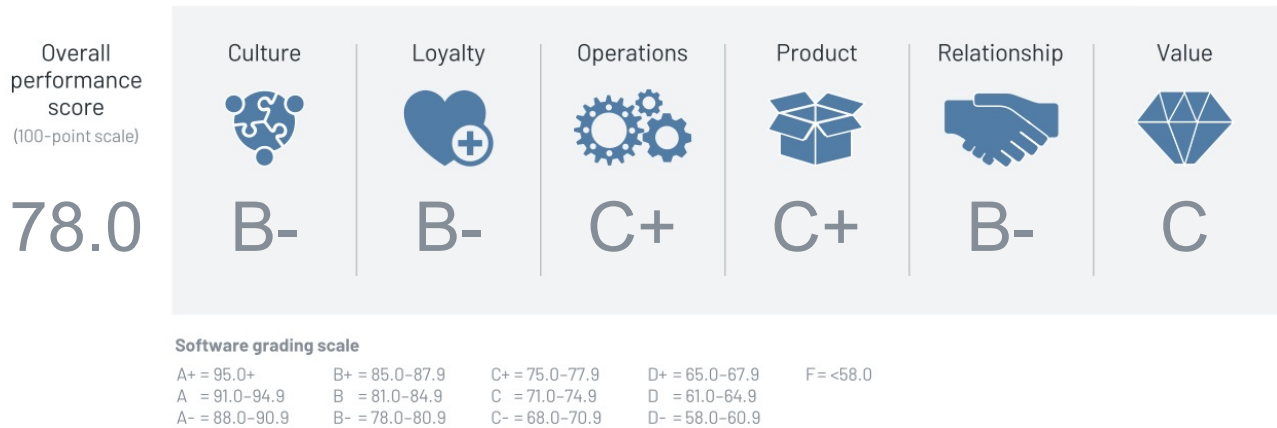 Overall
performance
score
(100-point scale)
78.0
Culture
B-
Loyalty
B-
Operations
C+
Product
C+
Relationship
B-
Value
C
Software grading scale
A+ = 95.0+
A = 91.0–94.9
A- = 88.0–90.9
B+ = 85.0–87.9
B = 81.0–84.9
B- = 78.0–80.9
C+ = 75.0–77.9
C = 71.0–74.9
C- = 68.0–70.9
D+ = 65.0–67.9
D = 61.0–64.9
D- = 58.0–60.9
F = <58.0